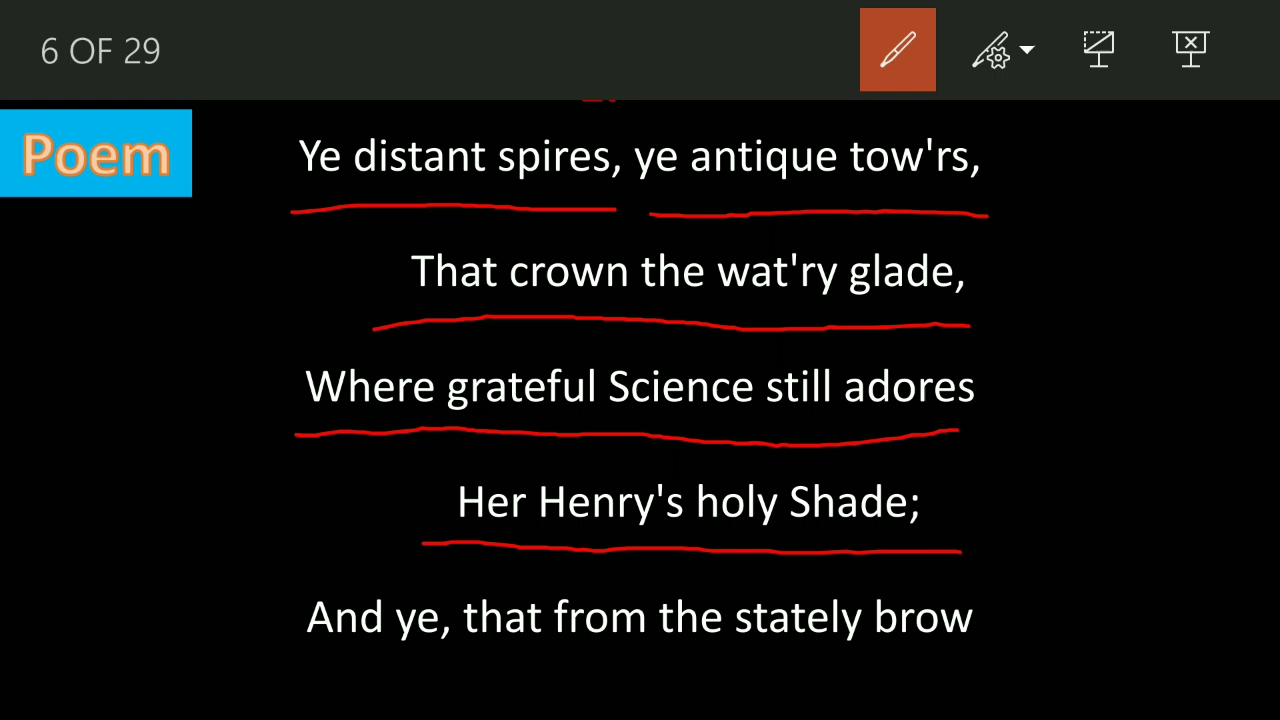 6 OF 29
Poem
Ye distant spires, ye antique tow'rs,
That crown the wat'ry glade,
Where grateful Science still adores
Her Henry's holy Shade;
And ye, that from the stately brow